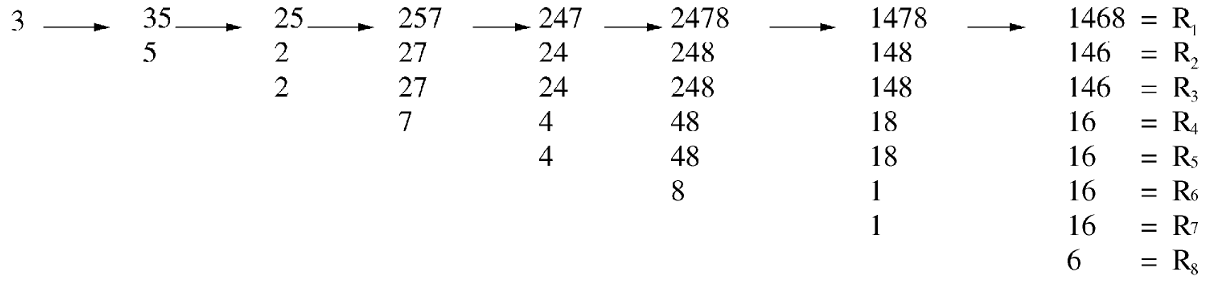 3 → 35 → 25 → 257 → 247 → 2478 → 1478 → 1468 = R₁
5 2 27 24 248 148 146 = R₂
2 27 24 248 148 146 = R₃
7 4 48 18 16 = R₄
4 48 18 16 = R₅
8 1 16 = R₆
1 16 = R₇
6 = R₈